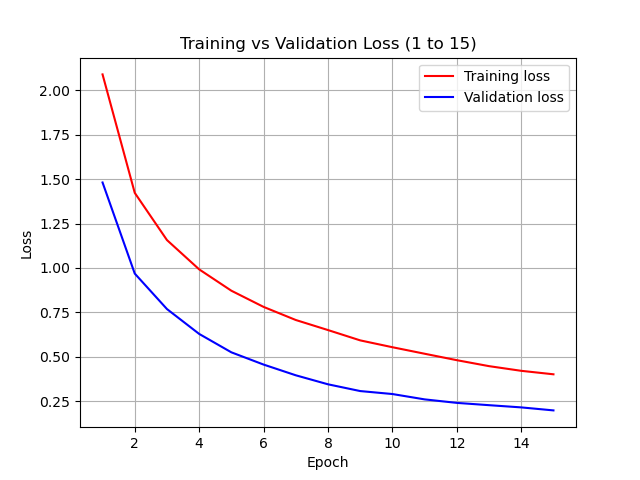 Training vs Validation Loss (1 to 15)
Training loss
Validation loss
2.00
1.75
1.50
1.25
1.00
0.75
0.50
0.25
Loss
2 4 6 8 10 12 14
Epoch